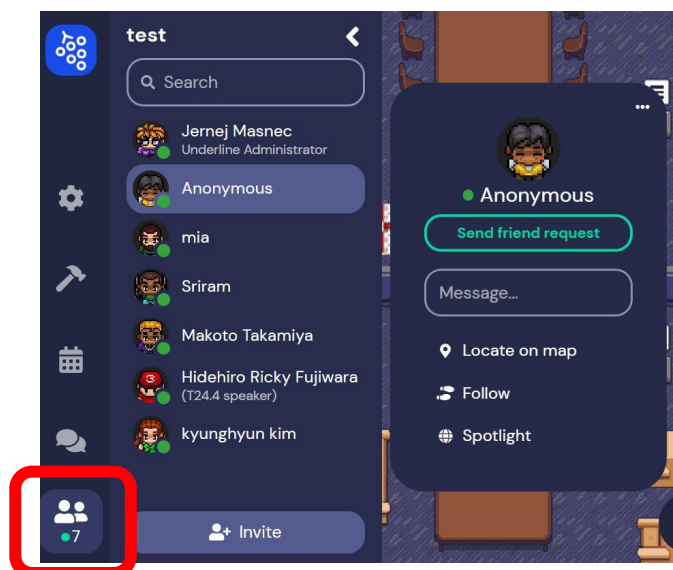 test
Search
Jernej Masnec
Underline Administrator
Anonymous
mia
Sriram
Makoto Takamiya
Hidehiro Ricky Fujiwara
(T24.4 speaker)
kyunghyun kim
7
Invite
...
Anonymous
Send friend request
Message...
Locate on map
Follow
Spotlight